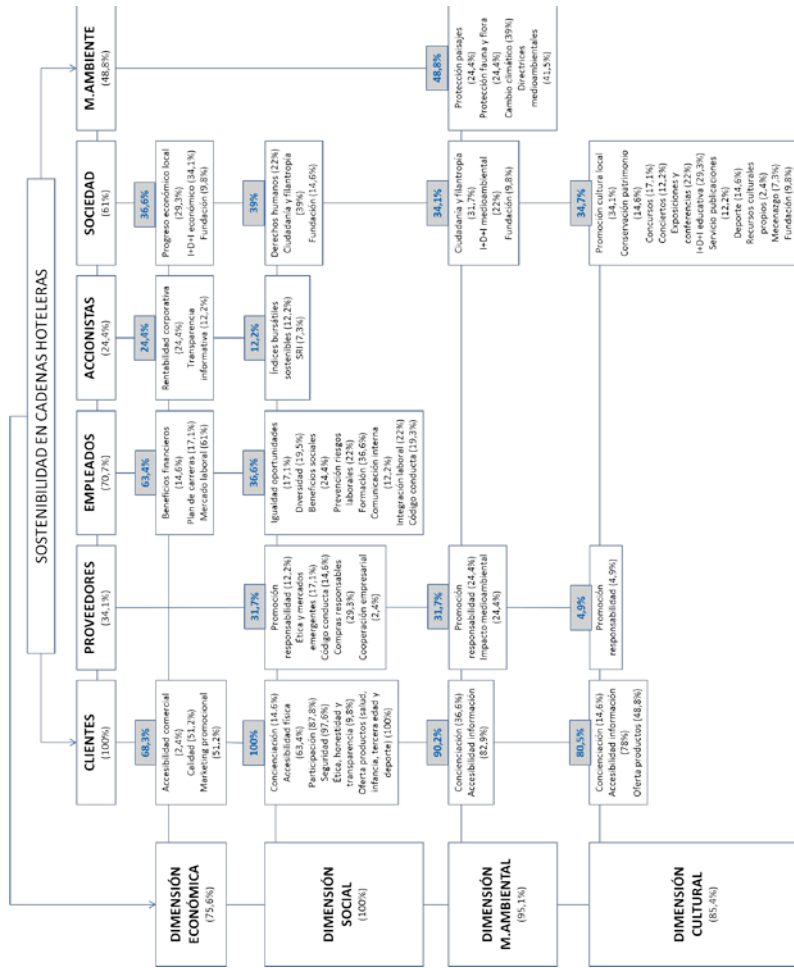 SOSTENIBILIDAD EN CADENAS HOTELERAS
CLIENTES
(100%)
PROVEEDORES
(34,1%)
EMPLEADOS
(70,7%)
ACCIONISTAS
(24,4%)
SOCIEDAD
(61%)
M.AMBIENTE
(48,8%)
DIMENSIÓN
ECONÓMICA
(75,6%)
68,3%
Accesibilidad comercial
(2,4%)
Calidad (51,2%)
Marketing promocional
(51,2%)
63,4%
Beneficios financieros
(14,6%)
Plan de carreras (17,1%)
Mercado laboral (61%)
24,4%
Rentabilidad corporativa
(24,4%)
Transparencia
informativa (12,2%)
36,6%
Progreso económico local
(29,3%)
I+D+I económico (34,1%)
Fundación (9,8%)
DIMENSIÓN
SOCIAL
(100%)
100%
Concienciación (14,6%)
Accesibilidad física
(63,4%)
Participación (87,8%)
Seguridad (97,6%)
Ética, honestidad y
transparencia (9,8%)
Oferta productos (salud,
infancia, tercera edad y
deporte) (100%)
31,7%
Promoción
responsabilidad (12,2%)
Ética y mercados
emergentes (17,1%)
Código conducta (14,6%)
Compras responsables
(29,3%)
Cooperación empresarial
(2,4%)
36,6%
Igualdad oportunidades
(17,1%)
Diversidad (19,5%)
Beneficios sociales
(24,4%)
Prevención riesgos
laborales (22%)
Formación (36,6%)
Comunicación interna
(12,2%)
Integración laboral (22%)
Código conducta (19,3%)
12,2%
Índices bursátiles
sostenibles (12,2%)
SRI (7,3%)
39%
Derechos humanos (22%)
Ciudadanía y filantropía
(39%)
Fundación (14,6%)
DIMENSIÓN
M.AMBIENTAL
(95,1%)
90,2%
Concienciación (36,6%)
Accesibilidad información
(82,9%)
31,7%
Promoción
responsabilidad (24,4%)
Impacto medioambiental
(24,4%)
34,1%
Ciudadanía y filantropía
(31,7%)
I+D+I medioambiental
(22%)
Fundación (9,8%)
48,8%
Protección paisajes
(24,4%)
Protección fauna y flora
(24,4%)
Cambio climático (39%)
Directrices
medioambientales
(41,5%)
DIMENSIÓN
CULTURAL
(85,4%)
80,5%
Concienciación (14,6%)
Accesibilidad información
(78%)
Oferta productos (48,8%)
4,9%
Promoción
responsabilidad (4,9%)
34,7%
Promoción cultura local
(34,1%)
Conservación patrimonio
(14,6%)
Concursos (17,1%)
Conciertos (12,2%)
Exposiciones y
conferencias (22%)
I+D+I educativa (29,3%)
Servicio publicaciones
(12,2%)
Deporte (14,6%)
Recursos culturales
propios (2,4%)
Mecenazgo (7,3%)
Fundación (9,8%)